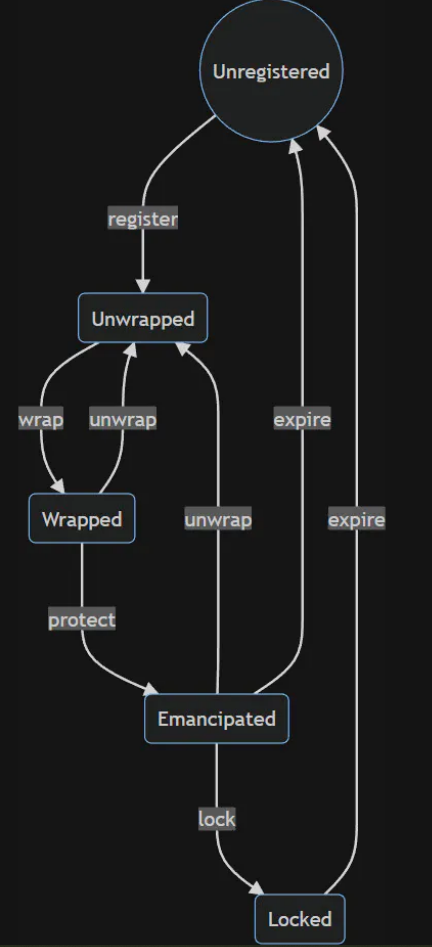 Unregistered
register
Unwrapped
wrap
unwrap
expire
Wrapped
unwrap
expire
protect
Emancipated
lock
Locked